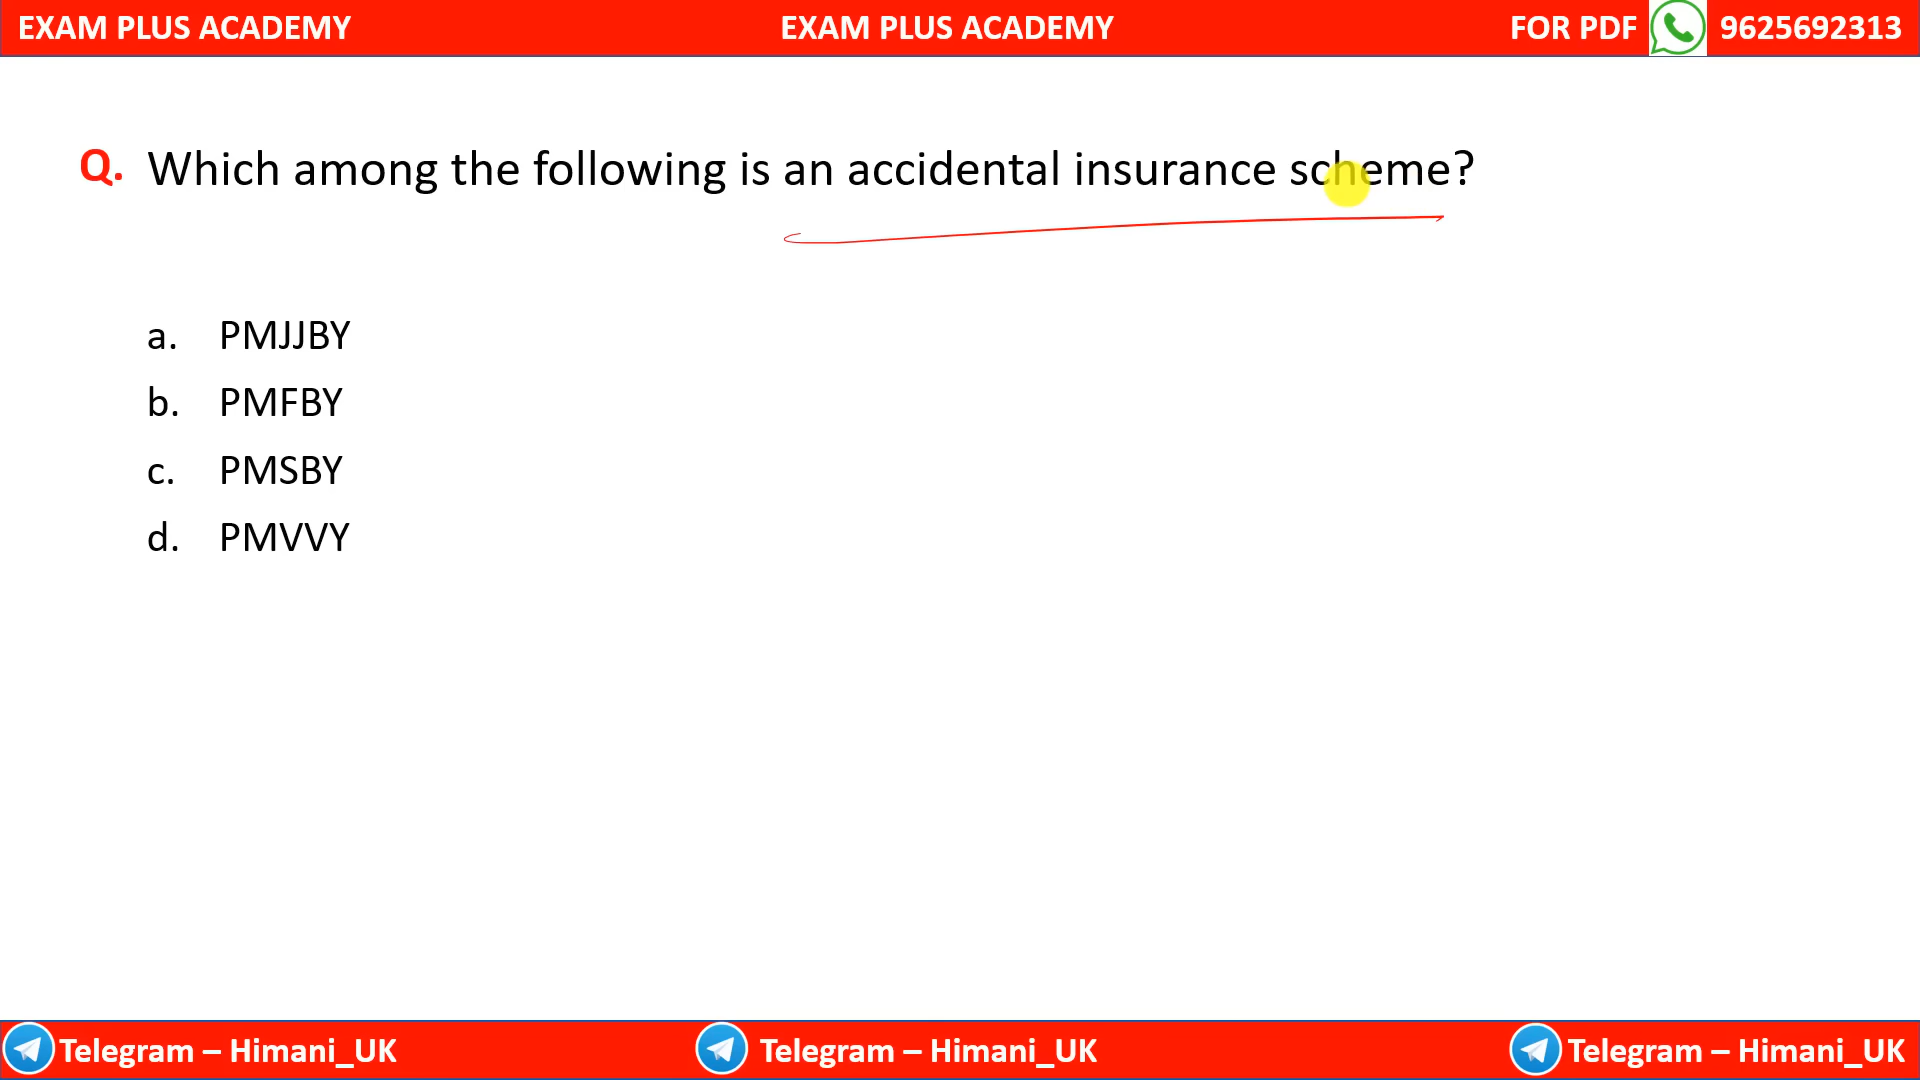 EXAM PLUS ACADEMY EXAM PLUS ACADEMY FOR PDF 9625692313
Q. Which among the following is an accidental insurance scheme?
a. PMJJBY
b. PMFBY
c. PMSBY
d. PMVVY
Telegram – Himani_UK Telegram – Himani_UK Telegram – Himani_UK